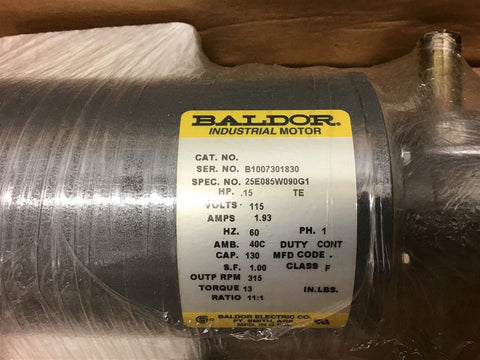 BALDOR.
INDUSTRIAL MOTOR
CAT. NO.
SER. NO. B1007301830
SPEC. NO. 25E085W090G1
HP. .15 TE
VOLTS 115
AMPS 1.93
HZ. 60 PH. 1
AMB. 40C DUTY CONT
CAP. 130 MFD CODE -
S.F. 1.00 CLASS F
OUTP RPM 315
TORQUE 13 IN.LBS.
RATIO 11:1
BALDOR ELECTRIC CO.
FT. SMITH, ARK.
MFD. IN U.S.A.